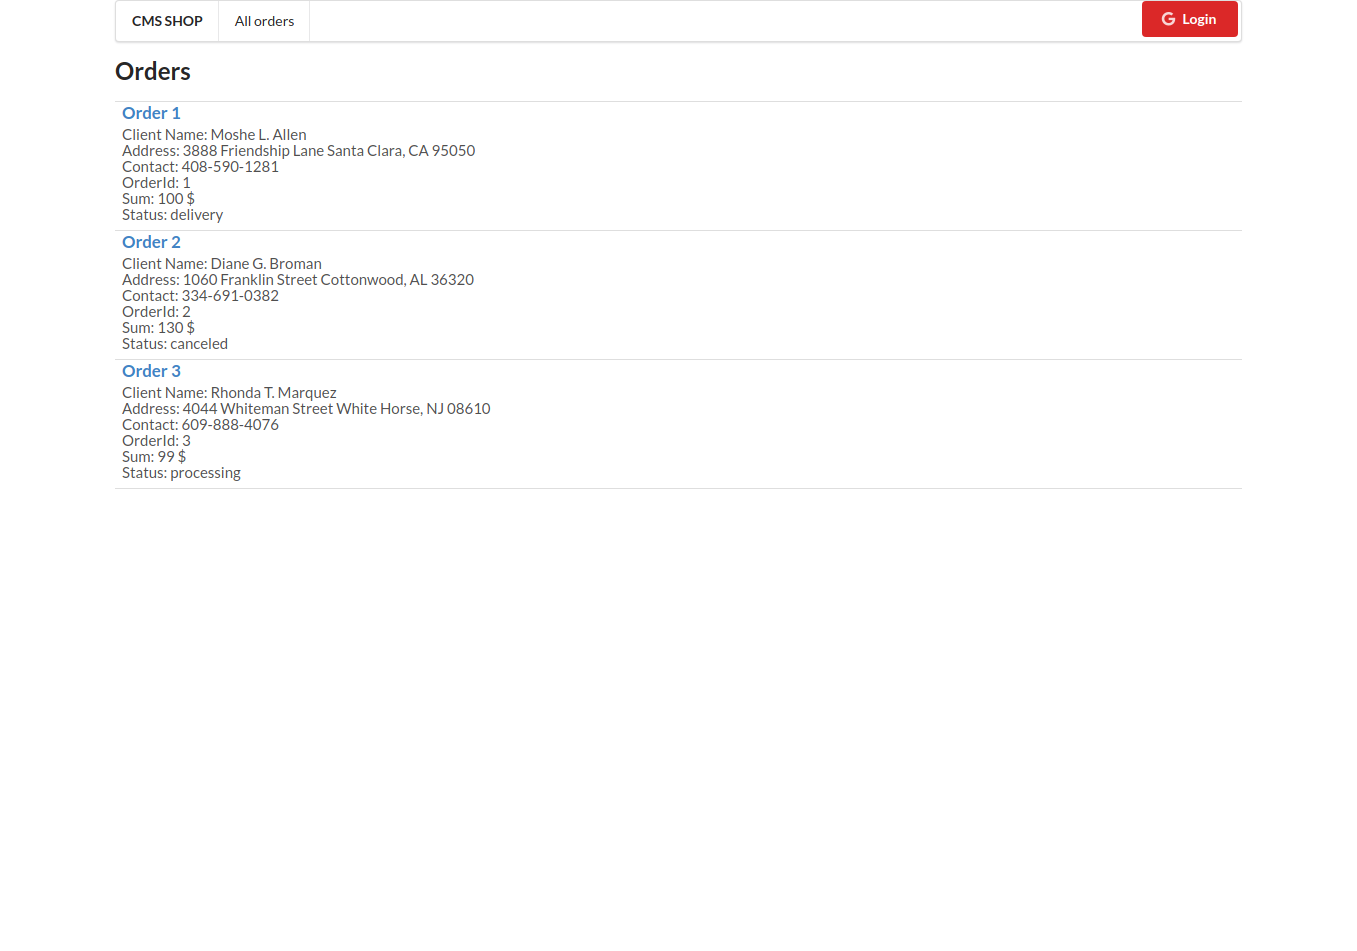 CMS SHOP All orders Login
Orders
Order 1
Client Name: Moshe L. Allen
Address: 3888 Friendship Lane Santa Clara, CA 95050
Contact: 408-590-1281
OrderId: 1
Sum: 100 $
Status: delivery
Order 2
Client Name: Diane G. Broman
Address: 1060 Franklin Street Cottonwood, AL 36320
Contact: 334-691-0382
OrderId: 2
Sum: 130 $
Status: canceled
Order 3
Client Name: Rhonda T. Marquez
Address: 4044 Whiteman Street White Horse, NJ 08610
Contact: 609-888-4076
OrderId: 3
Sum: 99 $
Status: processing